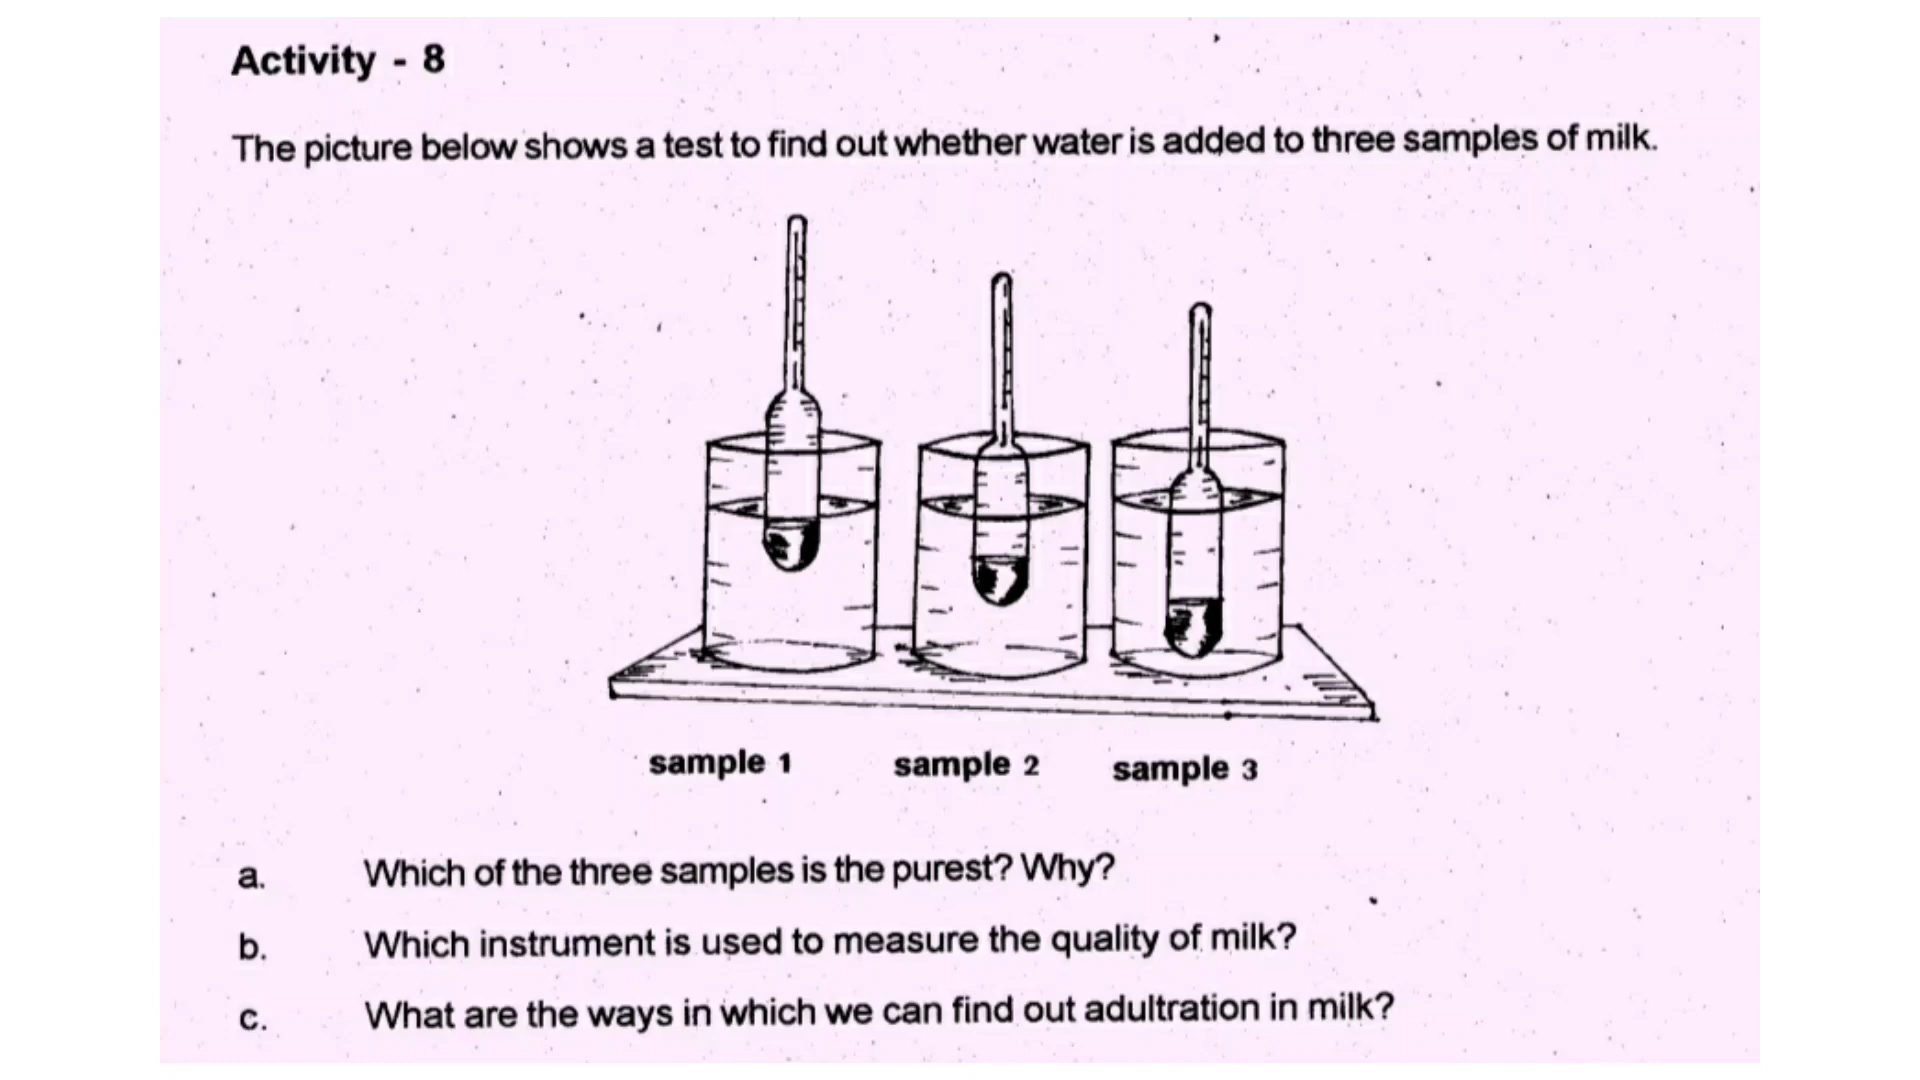 Activity - 8
The picture below shows a test to find out whether water is added to three samples of milk.
sample 1 sample 2 sample 3
a. Which of the three samples is the purest? Why?
b. Which instrument is used to measure the quality of milk?
c. What are the ways in which we can find out adultration in milk?